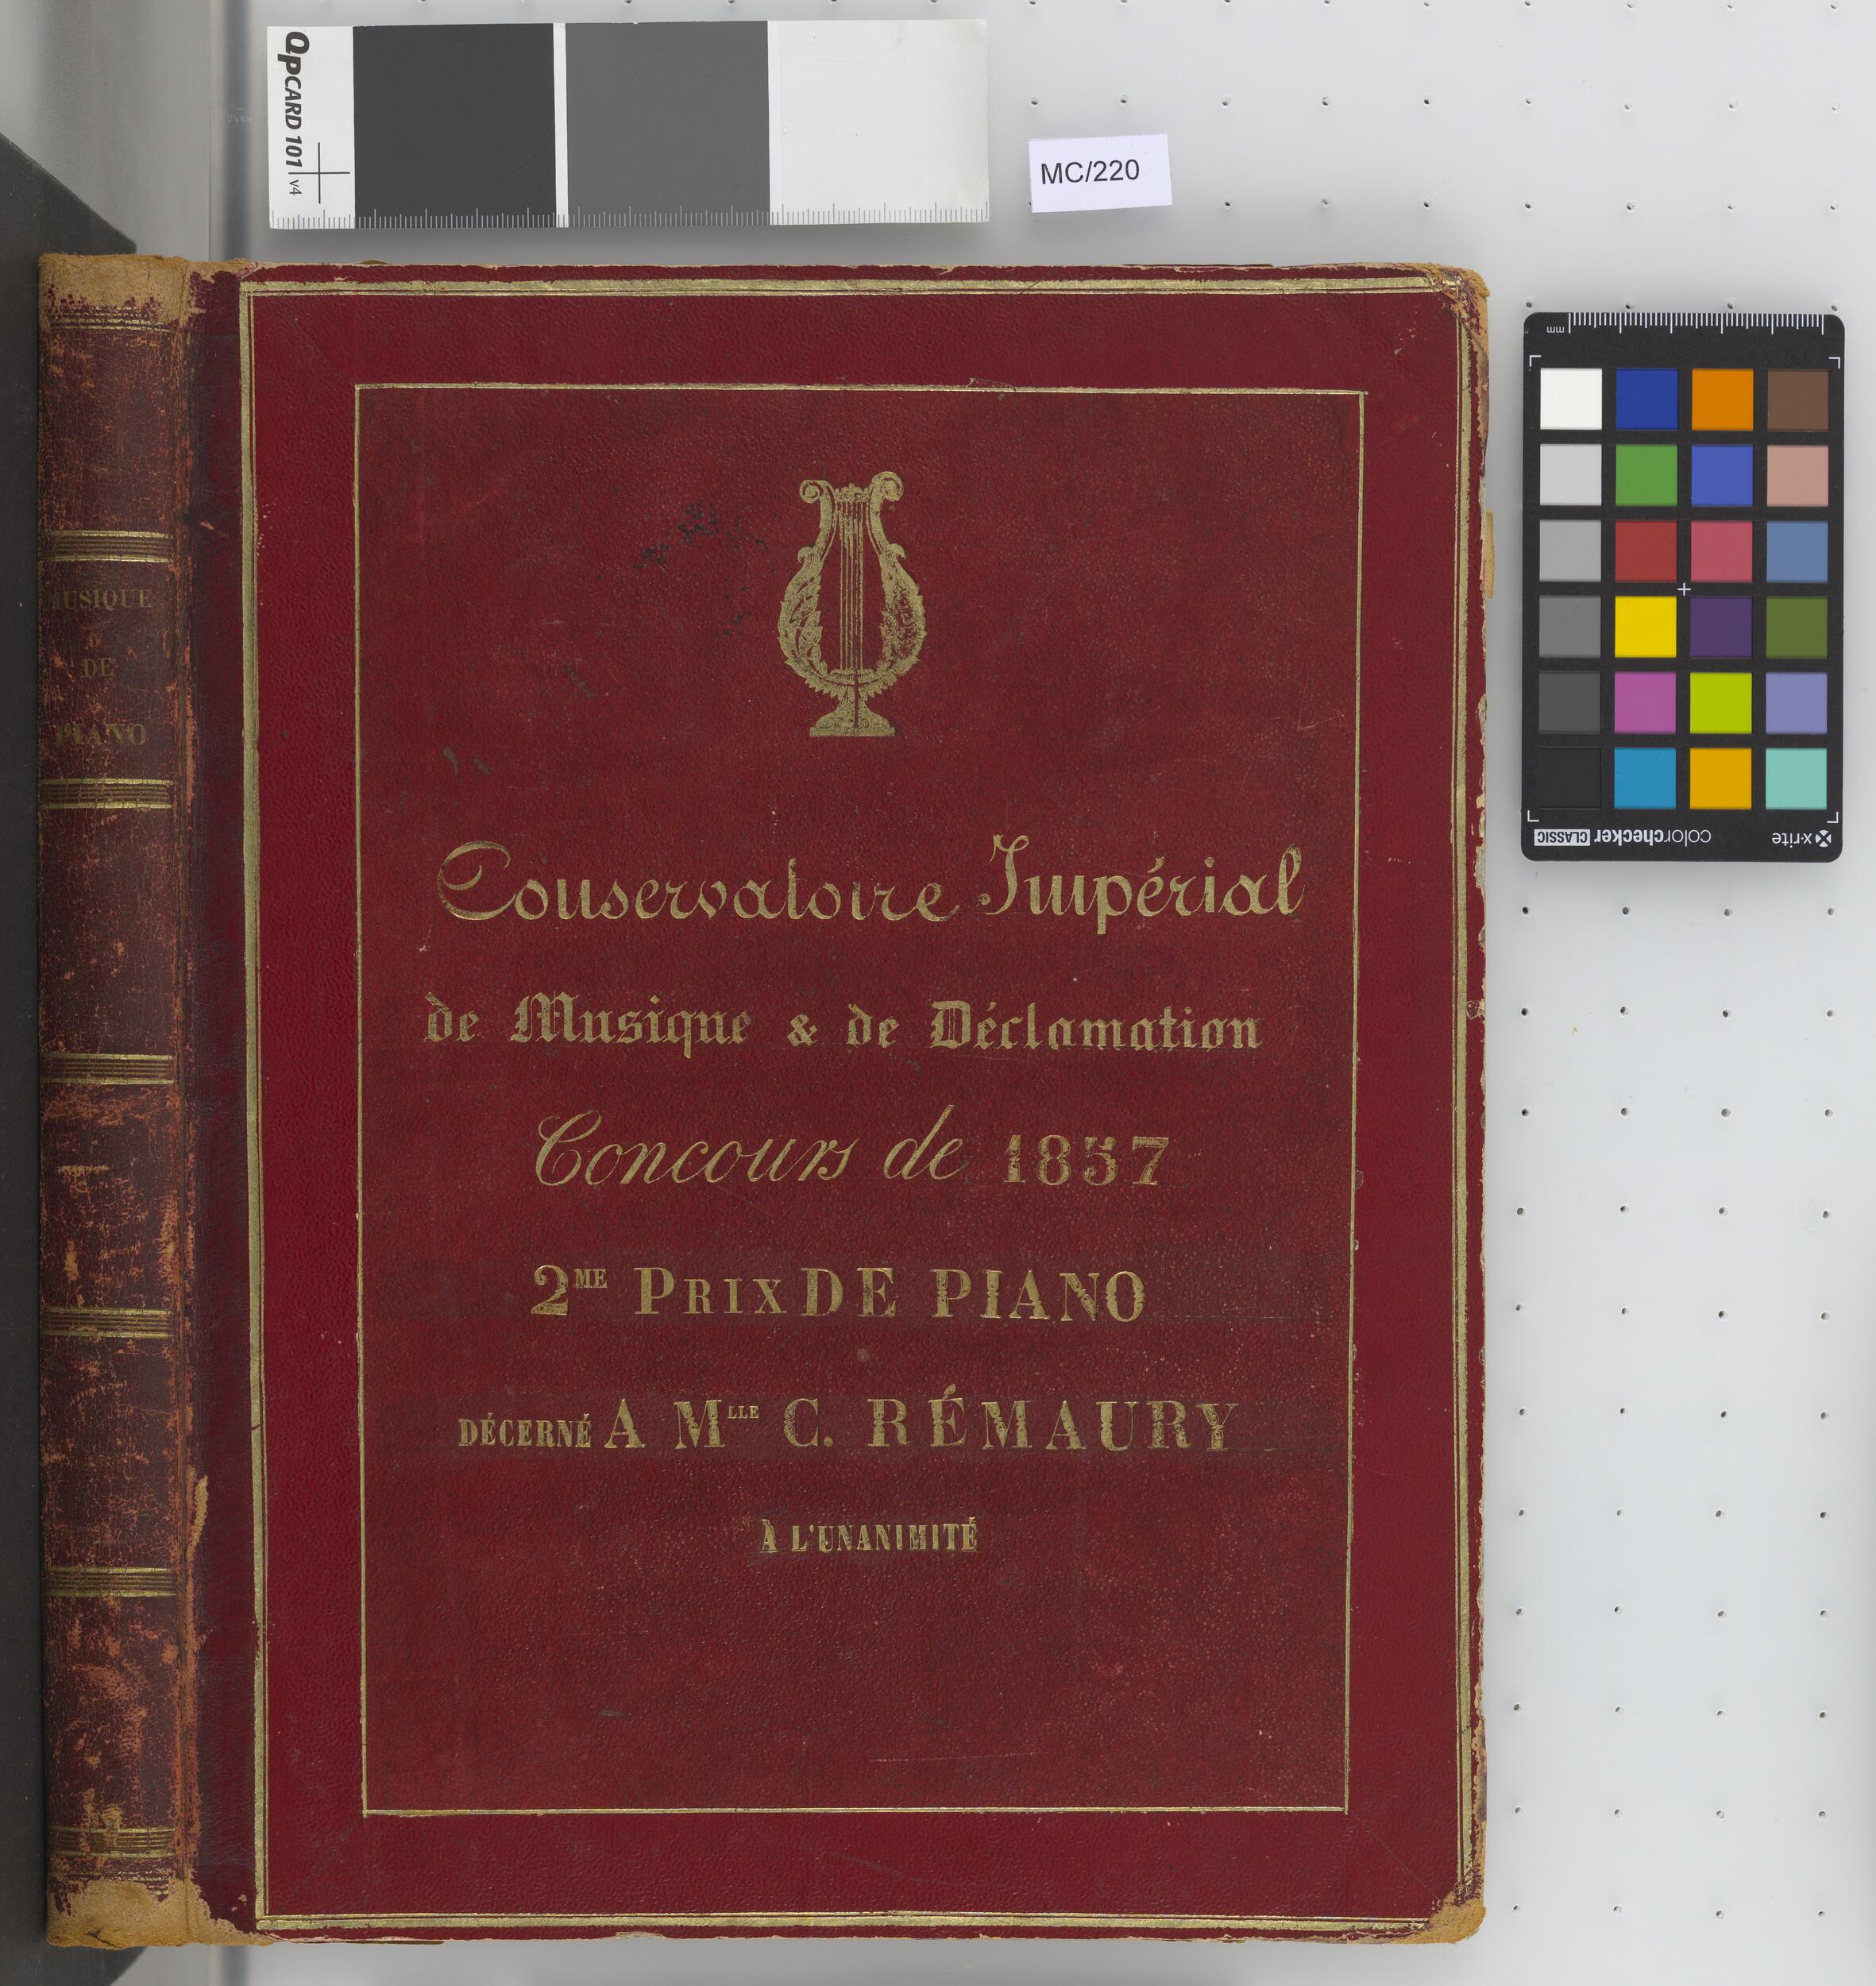 QpCARD 101 v4
MC/220
MUSIQUE
DE
PIANO
Conservatoire Impérial
de Musique & de Déclamation
Concours de 1857
2ME PRIX DE PIANO
DÉCERNÉ A MLLE C. RÉMAURY
À L'UNANIMITÉ
mm
x-rite
colorchecker CLASSIC